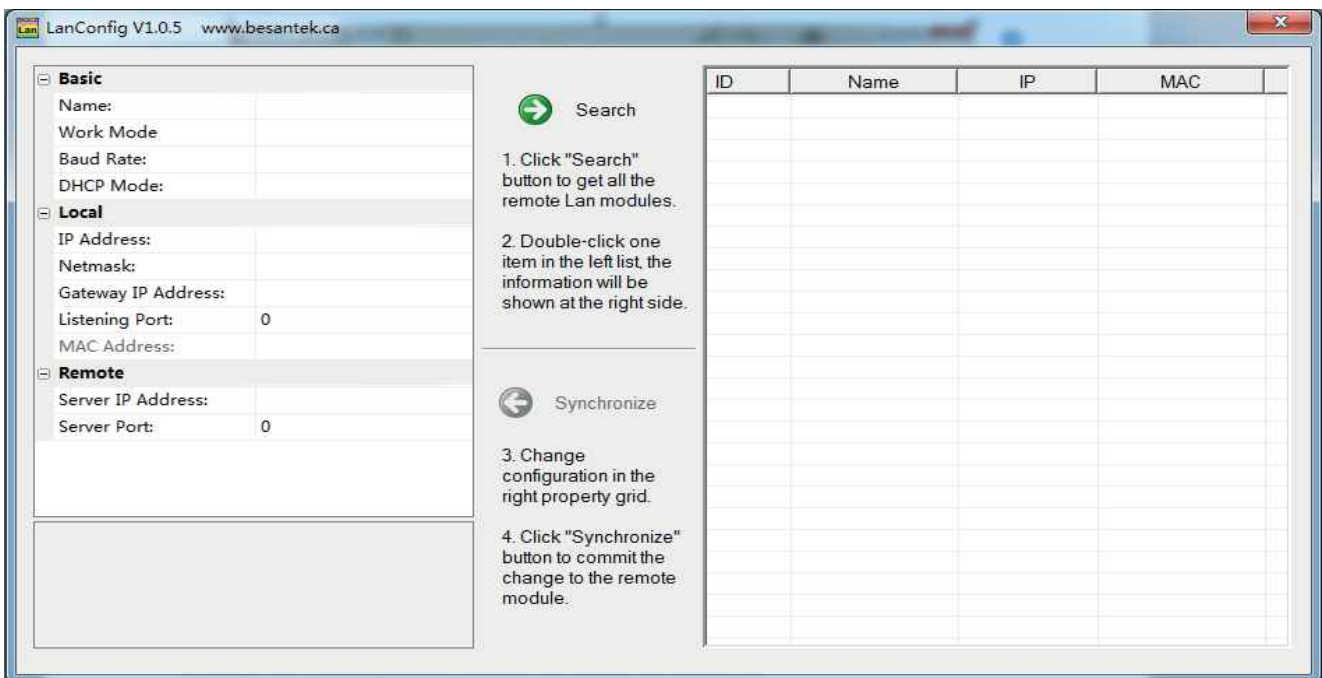 Lan LanConfig V1.0.5 www.besantek.ca
Basic
Name:
Work Mode
Baud Rate:
DHCP Mode:
Local
IP Address:
Netmask:
Gateway IP Address:
Listening Port: 0
MAC Address:
Remote
Server IP Address:
Server Port: 0
Search
1. Click "Search"
button to get all the
remote Lan modules.
2. Double-click one
item in the left list, the
information will be
shown at the right side.
Synchronize
3. Change
configuration in the
right property grid.
4. Click "Synchronize"
button to commit the
change to the remote
module.
ID Name IP MAC